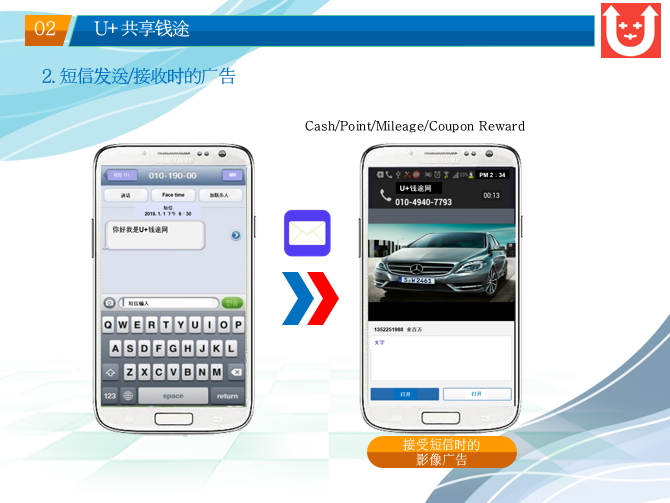 02 U+ 共享钱途
2. 短信发送/接收时的广告
Cash/Point/Mileage/Coupon Reward
010-190-00
通话 Face time 加联系人
短信
2019. 1. 1 下午 6 : 30
你好我是U+钱途网
短信输入
Q W E R T Y U I O P
A S D F G H J K L
Z X C V B N M
123 space return
PM 2 : 34
U+钱途网
010-4940-7793
00:13
1352251988 金百万
文字
打开 打开
接受短信时的
影像广告